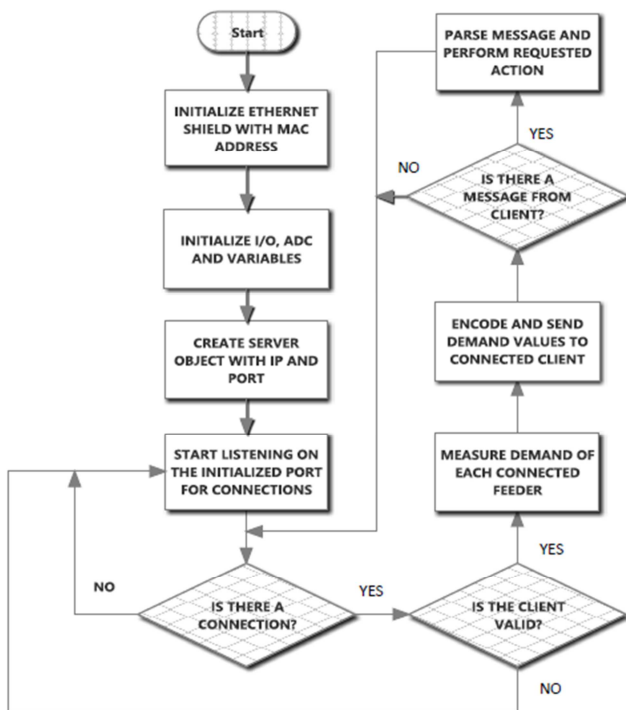 Start
INITIALIZE ETHERNET
SHIELD WITH MAC
ADDRESS
INITIALIZE I/O, ADC
AND VARIABLES
CREATE SERVER
OBJECT WITH IP AND
PORT
START LISTENING ON
THE INITIALIZED PORT
FOR CONNECTIONS
NO
IS THERE A
CONNECTION?
YES
IS THE CLIENT
VALID?
NO
YES
MEASURE DEMAND OF
EACH CONNECTED
FEEDER
ENCODE AND SEND
DEMAND VALUES TO
CONNECTED CLIENT
IS THERE A
MESSAGE FROM
CLIENT?
NO
YES
PARSE MESSAGE AND
PERFORM REQUESTED
ACTION